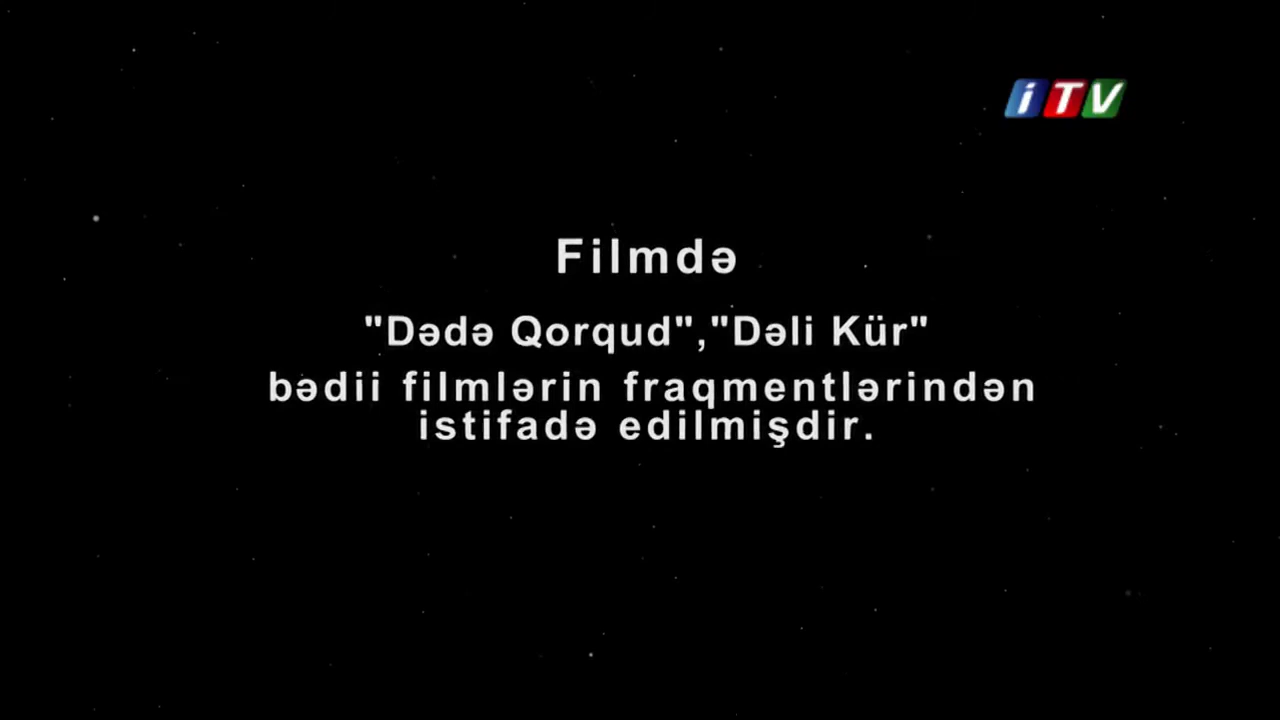 iTV
Filmdə
"Dədə Qorqud","Dəli Kür"
bədii filmlərin fraqmentlərindən
istifadə edilmişdir.